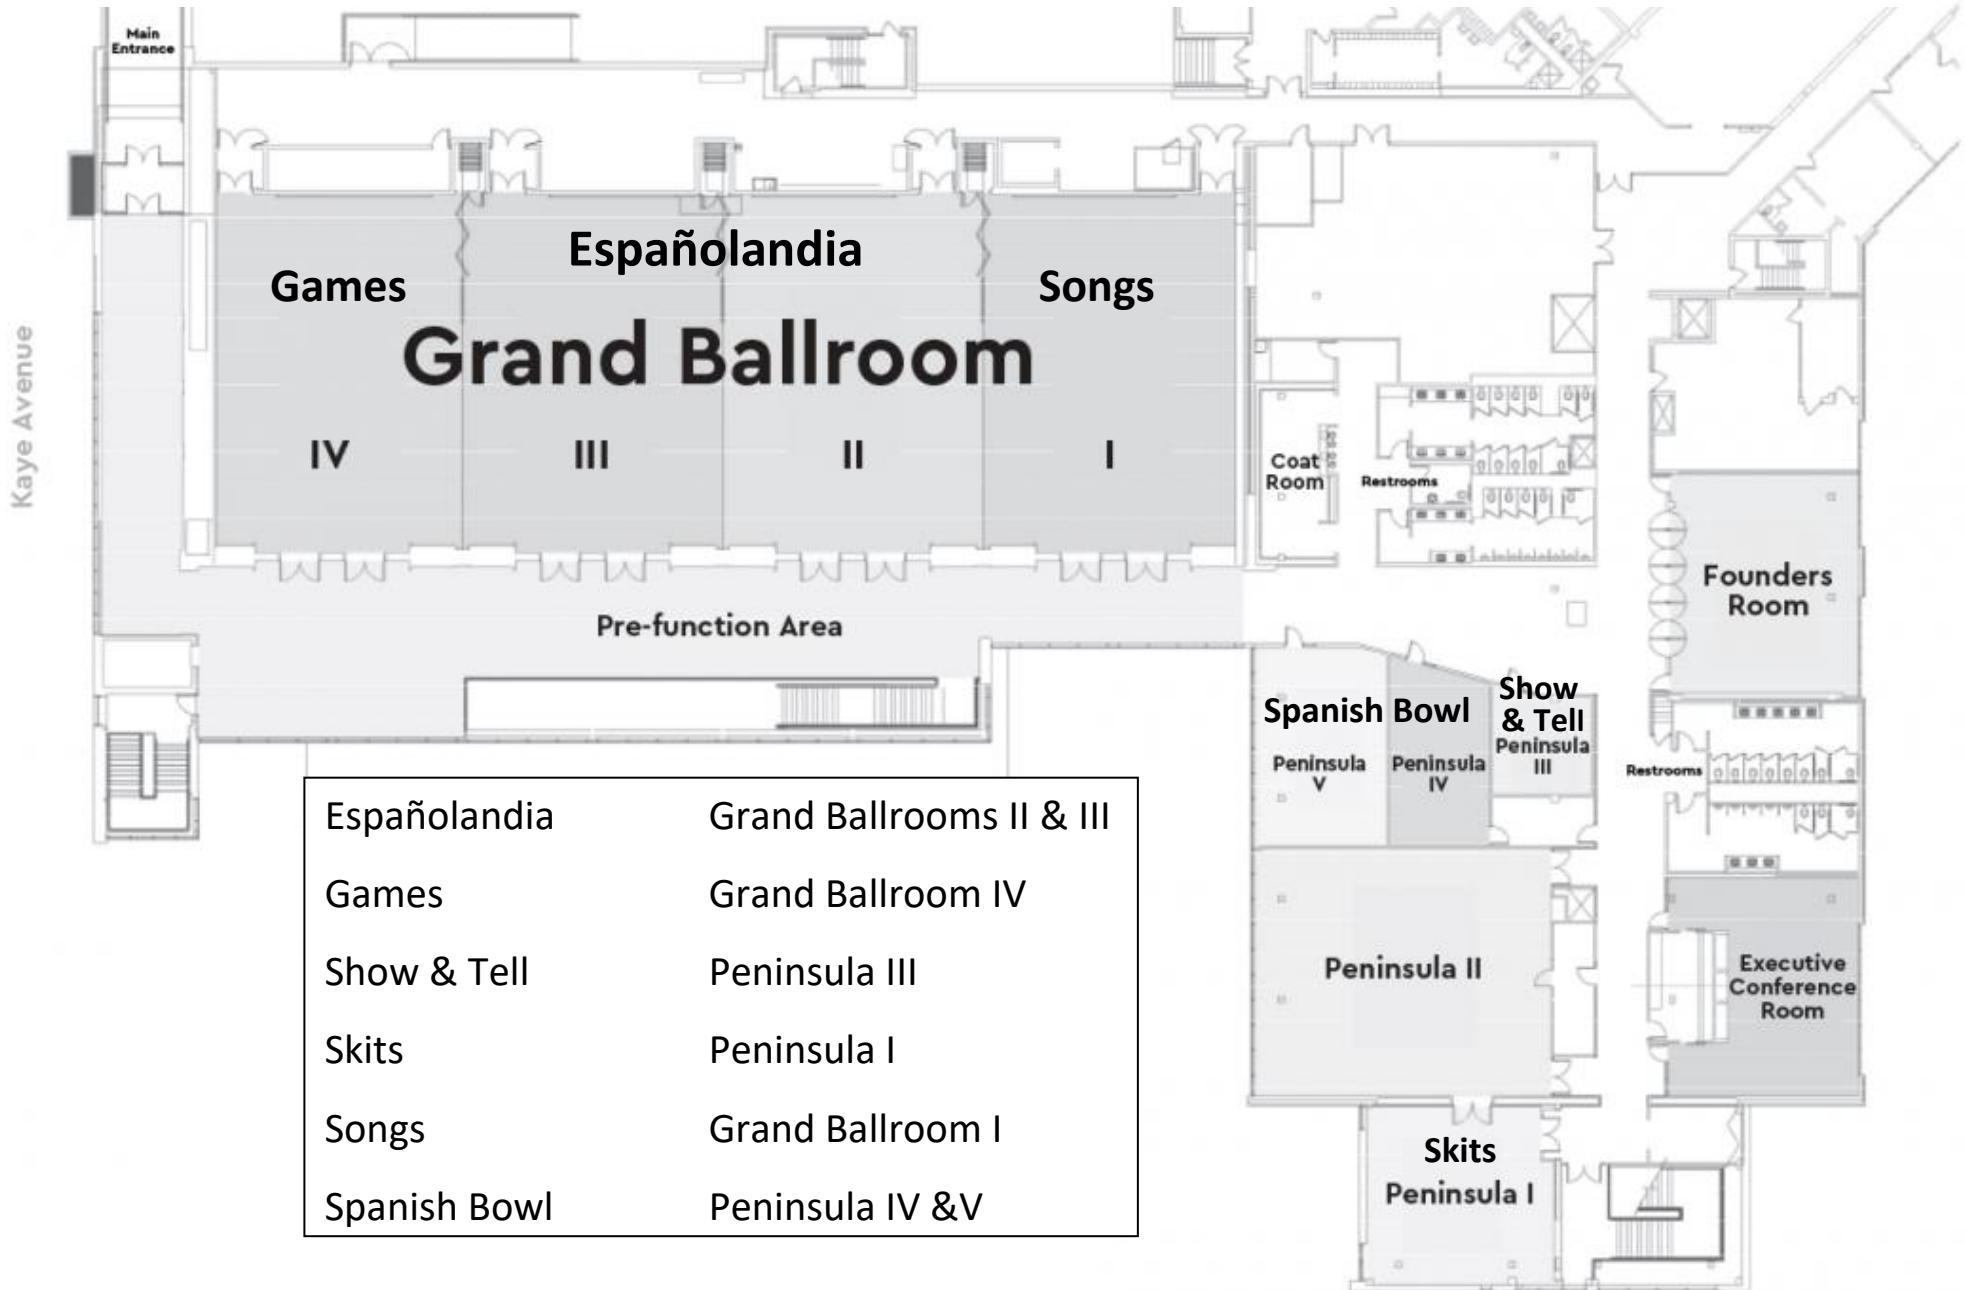 Main
Entrance
Kaye Avenue
Games
Españolandia
Songs
Grand Ballroom
IV
III
II
I
Coat
Room
Restrooms
Pre-function Area
Founders
Room
Spanish Bowl
Show
& Tell
Peninsula
V
Peninsula
IV
Peninsula
III
Restrooms
Peninsula II
Executive
Conference
Room
Skits
Peninsula I
Españolandia Grand Ballrooms II & III
Games Grand Ballroom IV
Show & Tell Peninsula III
Skits Peninsula I
Songs Grand Ballroom I
Spanish Bowl Peninsula IV &V